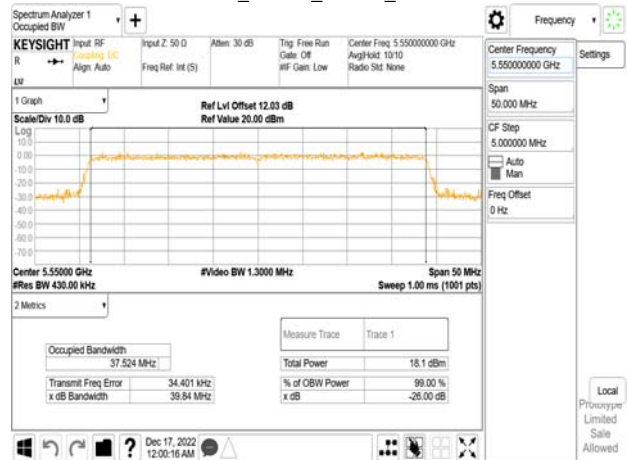 Spectrum Analyzer 1
Occupied BW
Frequency
KEYSIGHT
R
Input: RF
Coupling: DC
Align: Auto
Input Z: 50 Ω
Freq Ref: Int (S)
Atten: 30 dB
Trig: Free Run
Gate: Off
#IF Gain: Low
Center Freq: 5.550000000 GHz
Avg|Hold: 10/10
Radio Std: None
Center Frequency
5.550000000 GHz
Settings
Span
50.000 MHz
CF Step
5.000000 MHz
Auto
Man
Freq Offset
0 Hz
1 Graph
Scale/Div 10.0 dB
Ref Lvl Offset 12.03 dB
Ref Value 20.00 dBm
Log
10.0
0.00
-10.0
-20.0
-30.0
-40.0
-50.0
-60.0
-70.0
Center 5.55000 GHz
#Video BW 1.3000 MHz
Span 50 MHz
#Res BW 430.00 kHz
Sweep 1.00 ms (1001 pts)
2 Metrics
Measure Trace Trace 1
Occupied Bandwidth
37.524 MHz
Total Power 18.1 dBm
Transmit Freq Error 34.401 kHz
% of OBW Power 99.00 %
x dB Bandwidth 39.84 MHz
x dB -26.00 dB
Local
Prototype
Limited
Sale
Allowed
Dec 17, 2022
12:00:16 AM